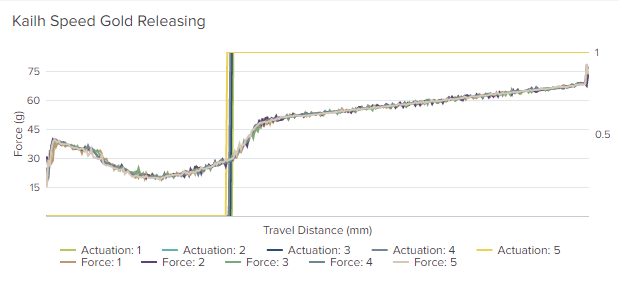 Kailh Speed Gold Releasing
75
60
45
30
15
Force (g)
1
0.5
Travel Distance (mm)
Actuation: 1 Actuation: 2 Actuation: 3 Actuation: 4 Actuation: 5
Force: 1 Force: 2 Force: 3 Force: 4 Force: 5